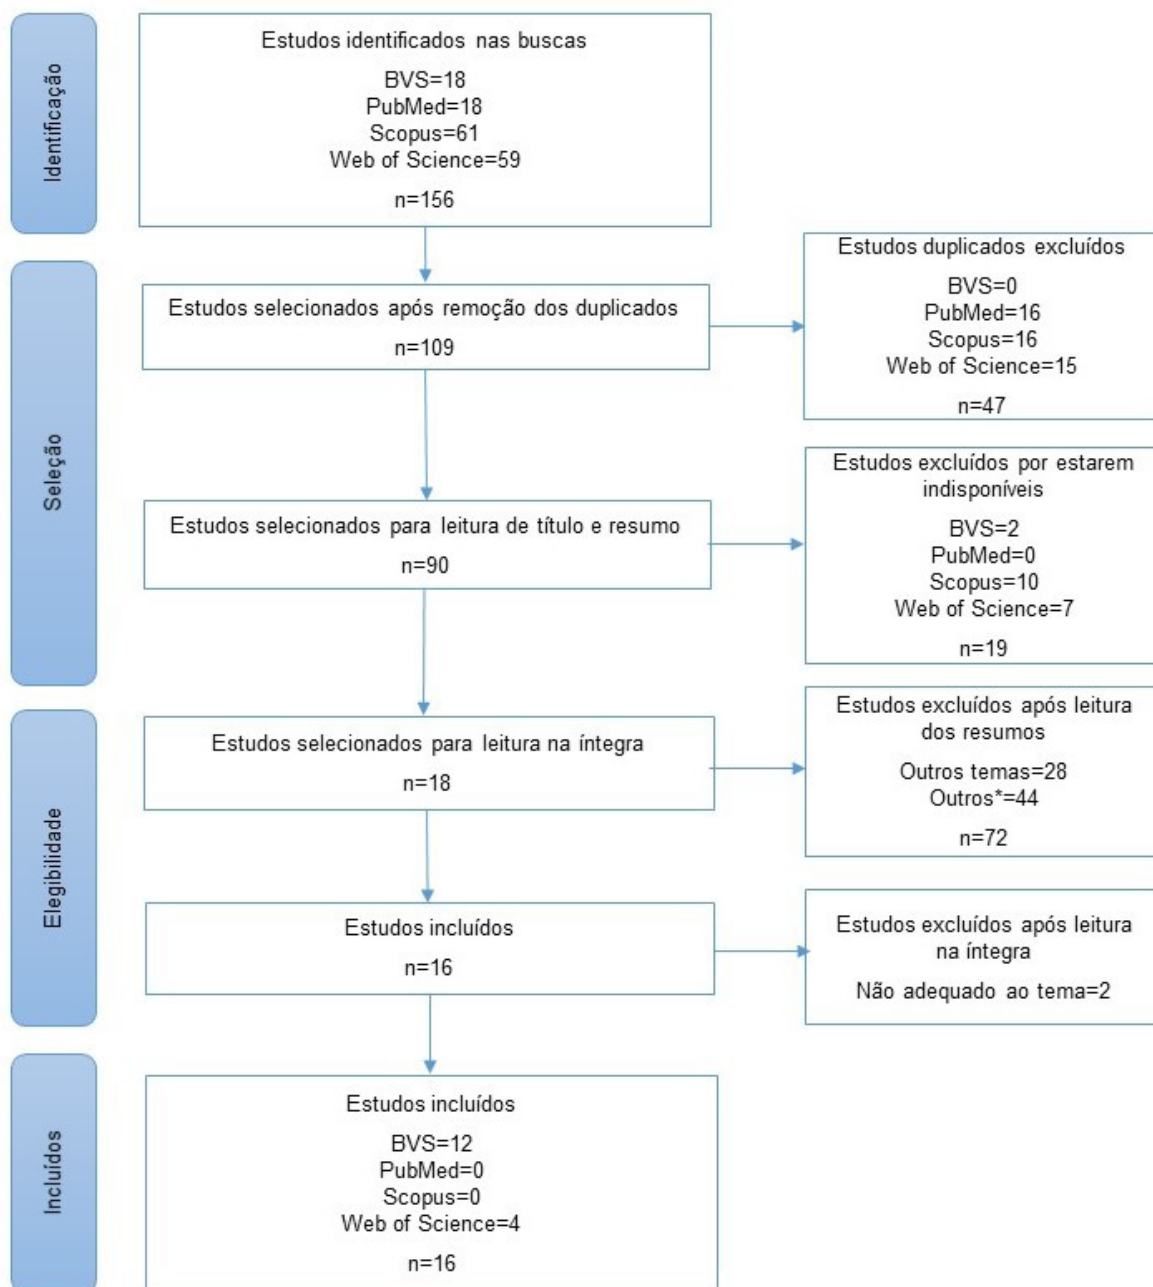 Identificação
Estudos identificados nas buscas
BVS=18
PubMed=18
Scopus=61
Web of Science=59
n=156
Seleção
Estudos selecionados após remoção dos duplicados
n=109
Estudos duplicados excluídos
BVS=0
PubMed=16
Scopus=16
Web of Science=15
n=47
Estudos selecionados para leitura de título e resumo
n=90
Estudos excluídos por estarem
indisponíveis
BVS=2
PubMed=0
Scopus=10
Web of Science=7
n=19
Elegibilidade
Estudos selecionados para leitura na íntegra
n=18
Estudos excluídos após leitura
dos resumos
Outros temas=28
Outros*=44
n=72
Estudos incluídos
n=16
Estudos excluídos após leitura
na íntegra
Não adequado ao tema=2
Incluídos
Estudos incluídos
BVS=12
PubMed=0
Scopus=0
Web of Science=4
n=16